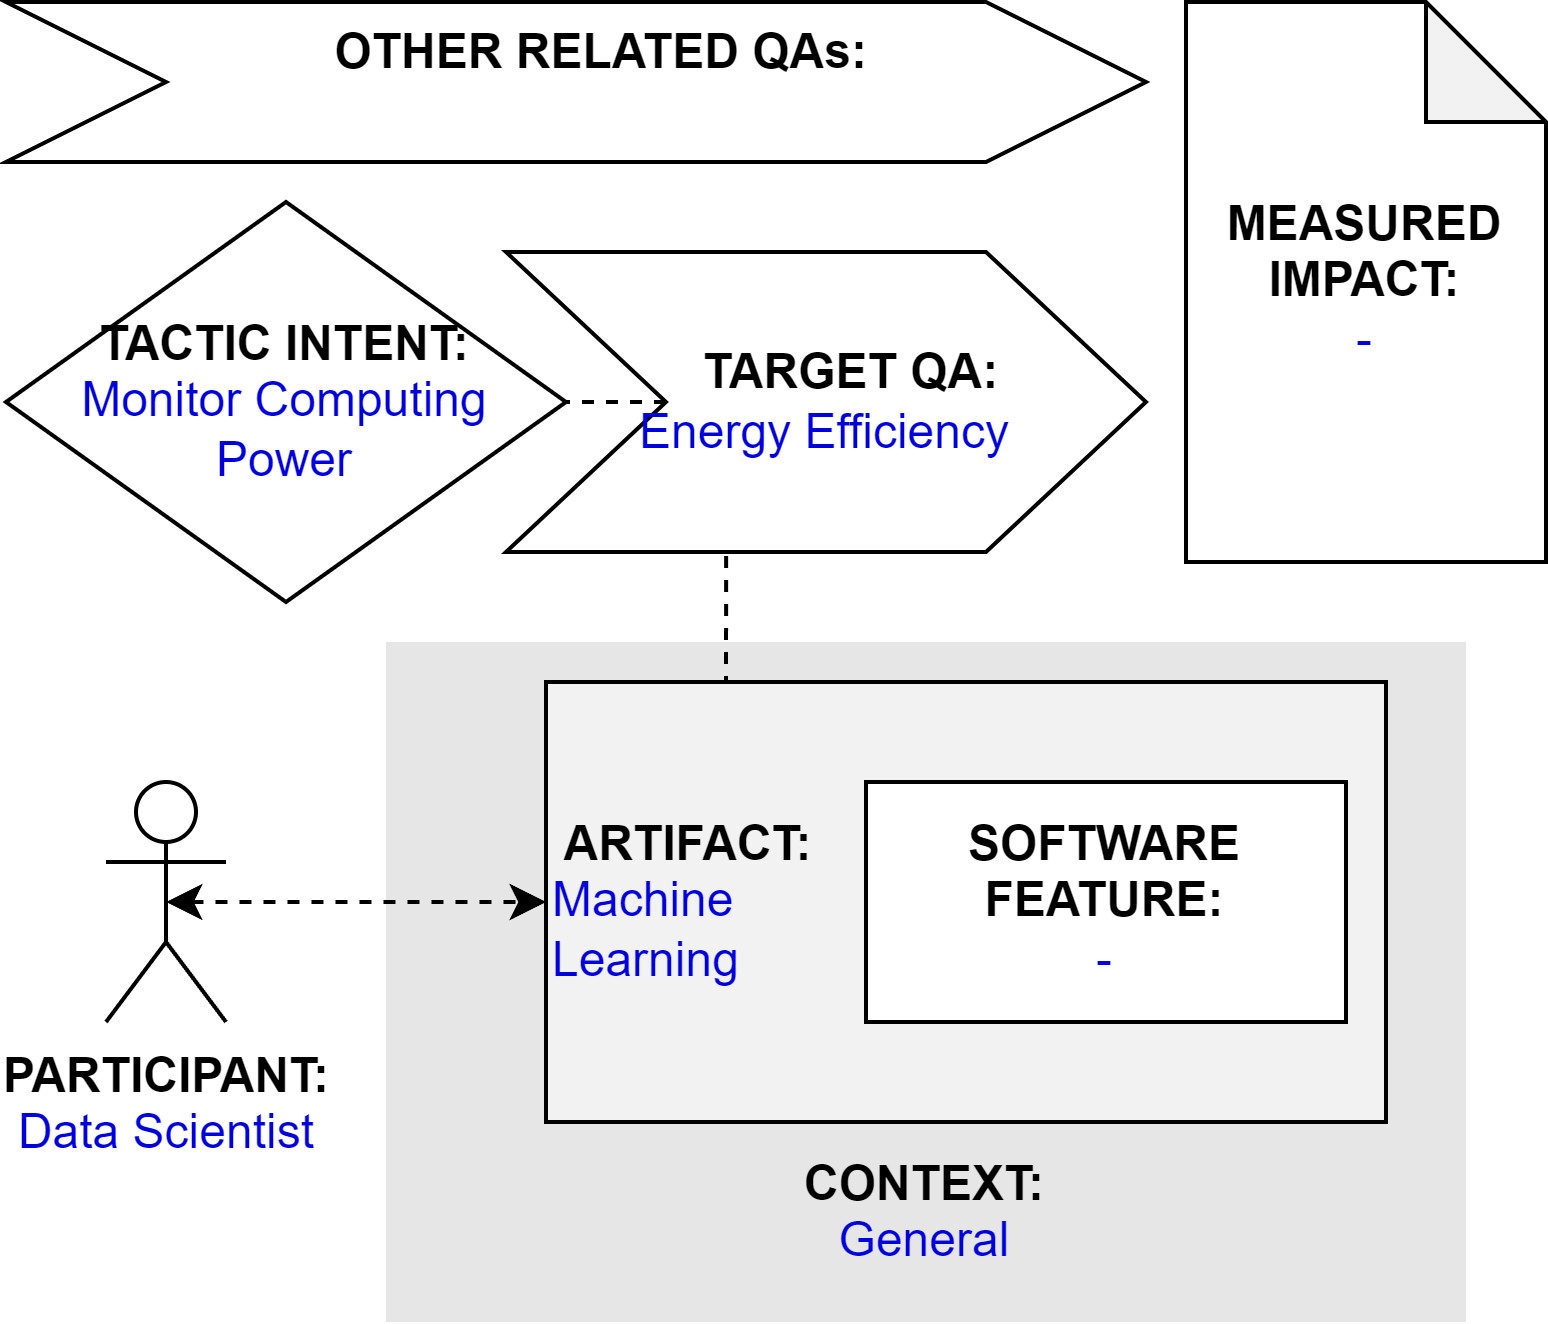 OTHER RELATED QAs:
MEASURED
IMPACT:
-
TACTIC INTENT:
Monitor Computing
Power
TARGET QA:
Energy Efficiency
ARTIFACT:
Machine
Learning
SOFTWARE
FEATURE:
-
PARTICIPANT:
Data Scientist
CONTEXT:
General